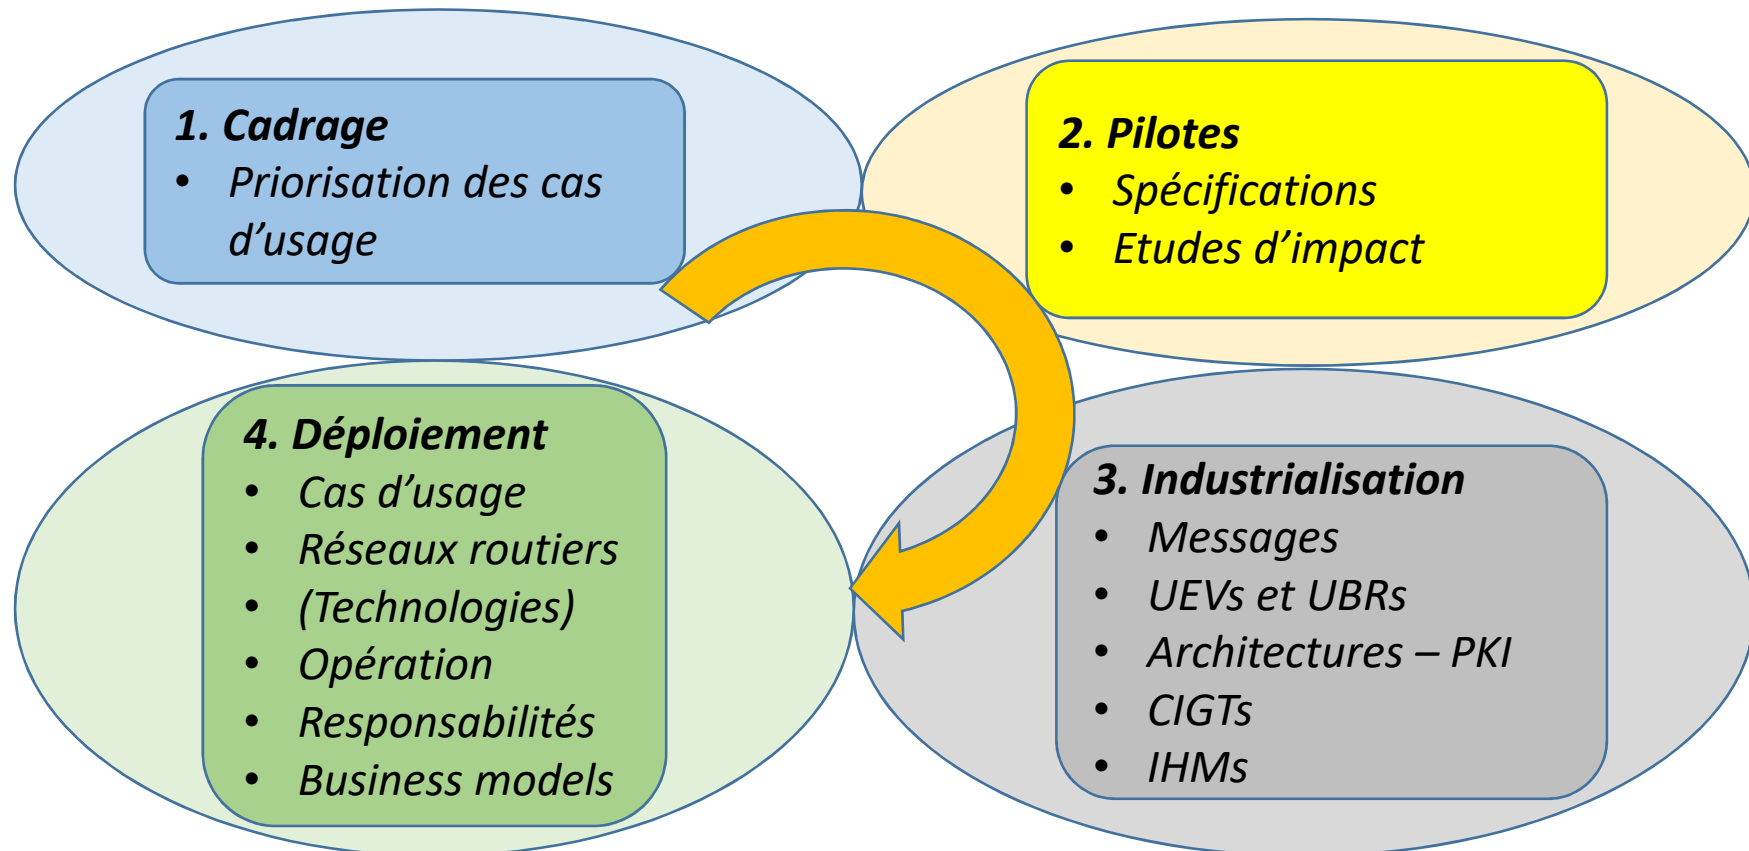 1. Cadrage
• Priorisation des cas
d’usage
2. Pilotes
• Spécifications
• Etudes d’impact
3. Industrialisation
• Messages
• UEVs et UBRs
• Architectures – PKI
• CIGTs
• IHMs
4. Déploiement
• Cas d’usage
• Réseaux routiers
• (Technologies)
• Opération
• Responsabilités
• Business models